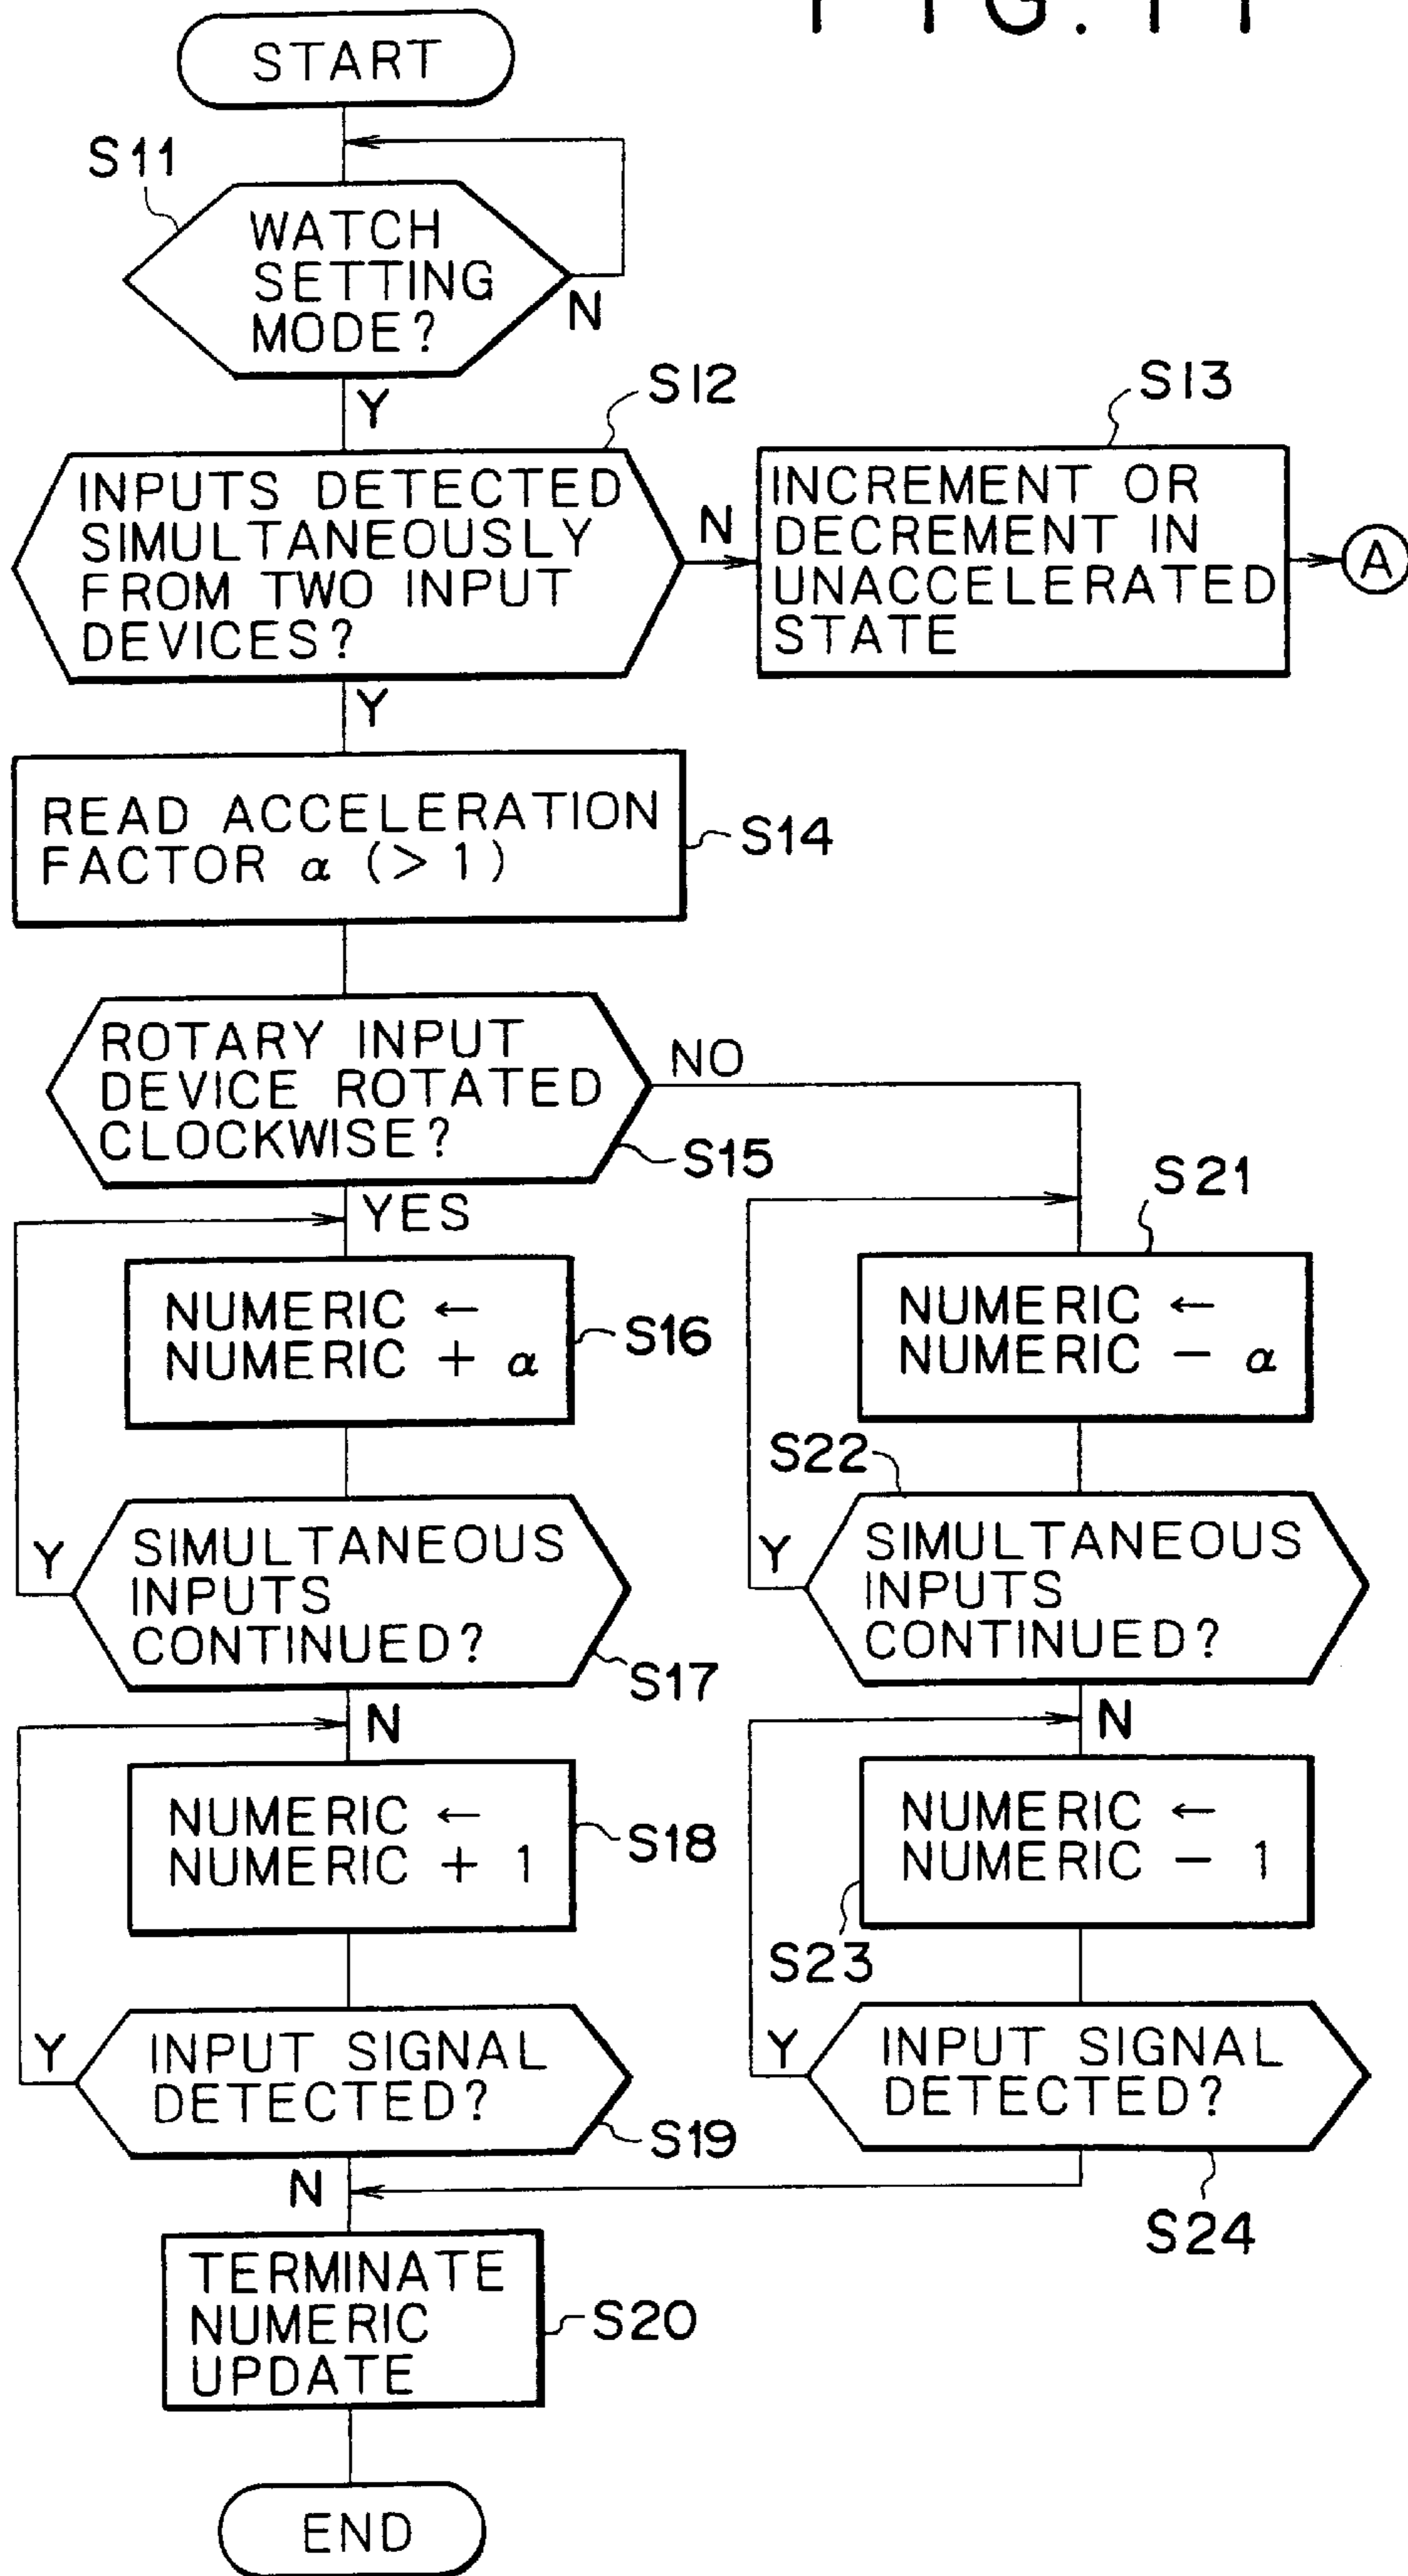 FIG. 11
START
S11
WATCH
SETTING
MODE?
N
Y
S12
INPUTS DETECTED
SIMULTANEOUSLY
FROM TWO INPUT
DEVICES?
N
S13
INCREMENT OR
DECREMENT IN
UNACCELERATED
STATE
A
Y
READ ACCELERATION
FACTOR α (> 1)
S14
ROTARY INPUT
DEVICE ROTATED
CLOCKWISE?
NO
S15
YES
NUMERIC ←
NUMERIC + α
S16
S21
NUMERIC ←
NUMERIC − α
Y
SIMULTANEOUS
INPUTS
CONTINUED?
S17
S22
Y
SIMULTANEOUS
INPUTS
CONTINUED?
N
NUMERIC ←
NUMERIC + 1
S18
N
NUMERIC ←
NUMERIC − 1
S23
Y
INPUT SIGNAL
DETECTED?
S19
Y
INPUT SIGNAL
DETECTED?
S24
N
TERMINATE
NUMERIC
UPDATE
S20
END